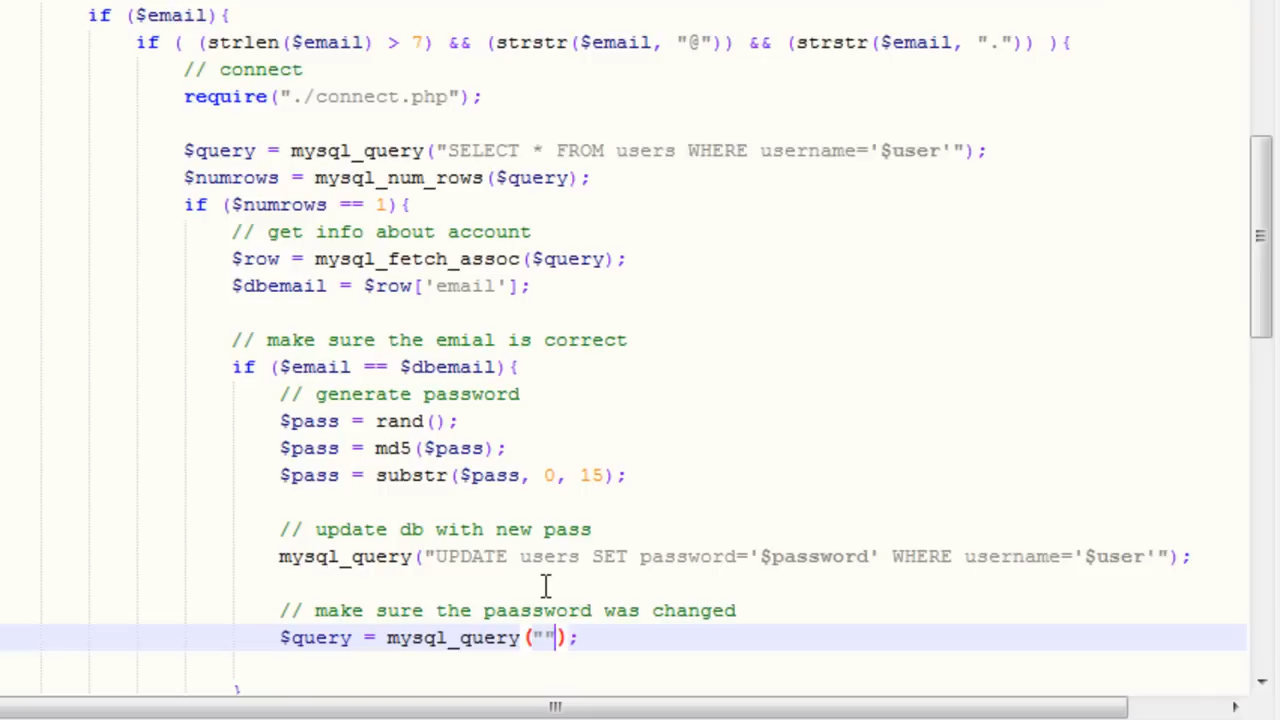 if ($email){
if ( (strlen($email) > 7) && (strstr($email, "@")) && (strstr($email, ".")) ){
// connect
require("./connect.php");
$query = mysql_query("SELECT * FROM users WHERE username='$user'");
$numrows = mysql_num_rows($query);
if ($numrows == 1){
// get info about account
$row = mysql_fetch_assoc($query);
$dbemail = $row['email'];
// make sure the emial is correct
if ($email == $dbemail){
// generate password
$pass = rand();
$pass = md5($pass);
$pass = substr($pass, 0, 15);
// update db with new pass
mysql_query("UPDATE users SET password='$password' WHERE username='$user'");
// make sure the paassword was changed
$query = mysql_query("");
}